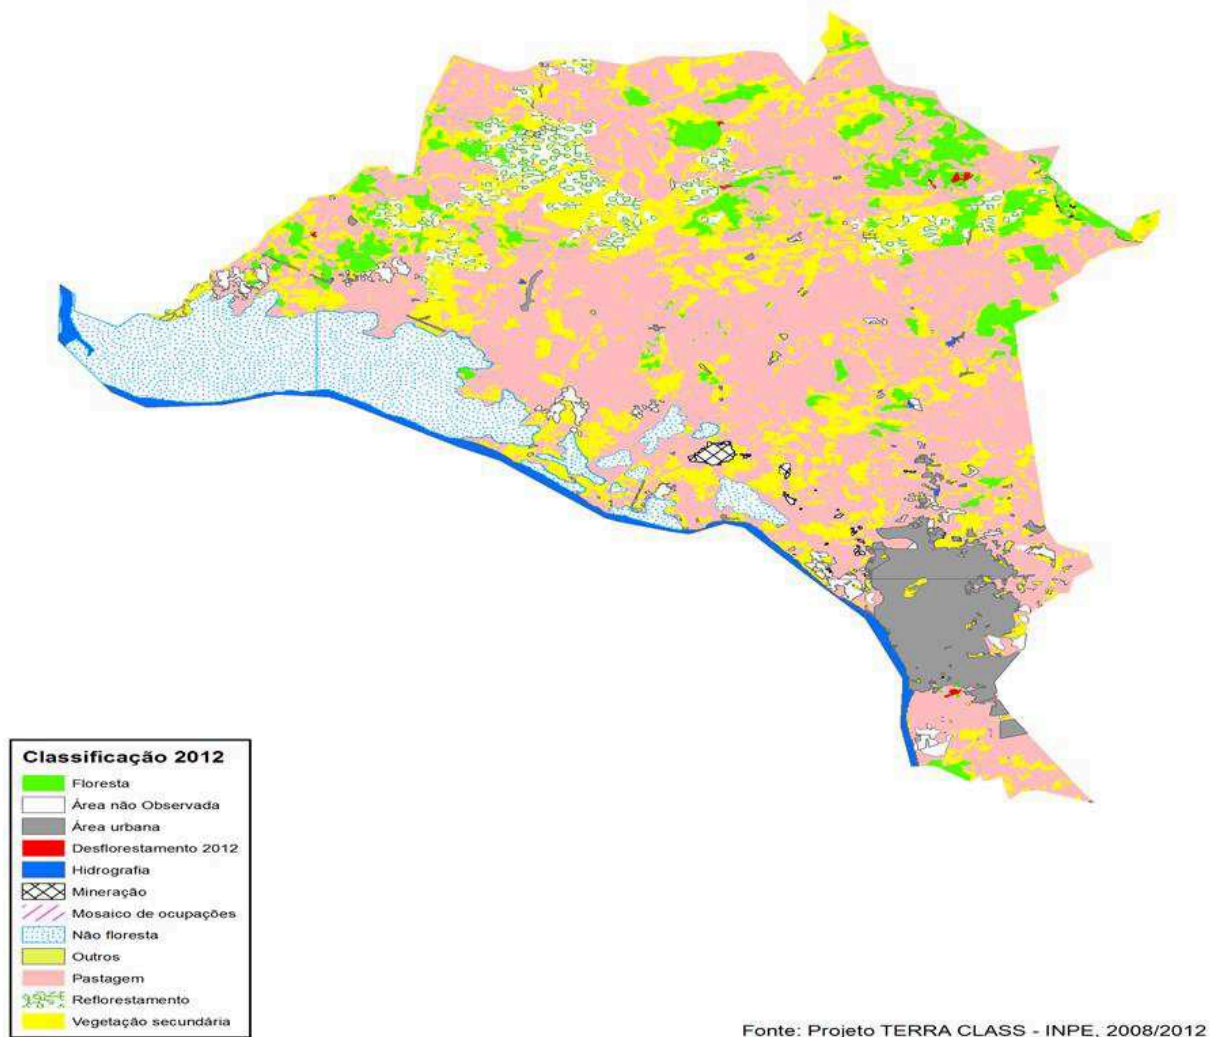 Classificação 2012
Floresta
Área não Observada
Área urbana
Desflorestamento 2012
Hidrografia
Mineração
Mosaico de ocupações
Não floresta
Outros
Pastagem
Reflorestamento
Vegetação secundária
Fonte: Projeto TERRA CLASS - INPE, 2008/2012